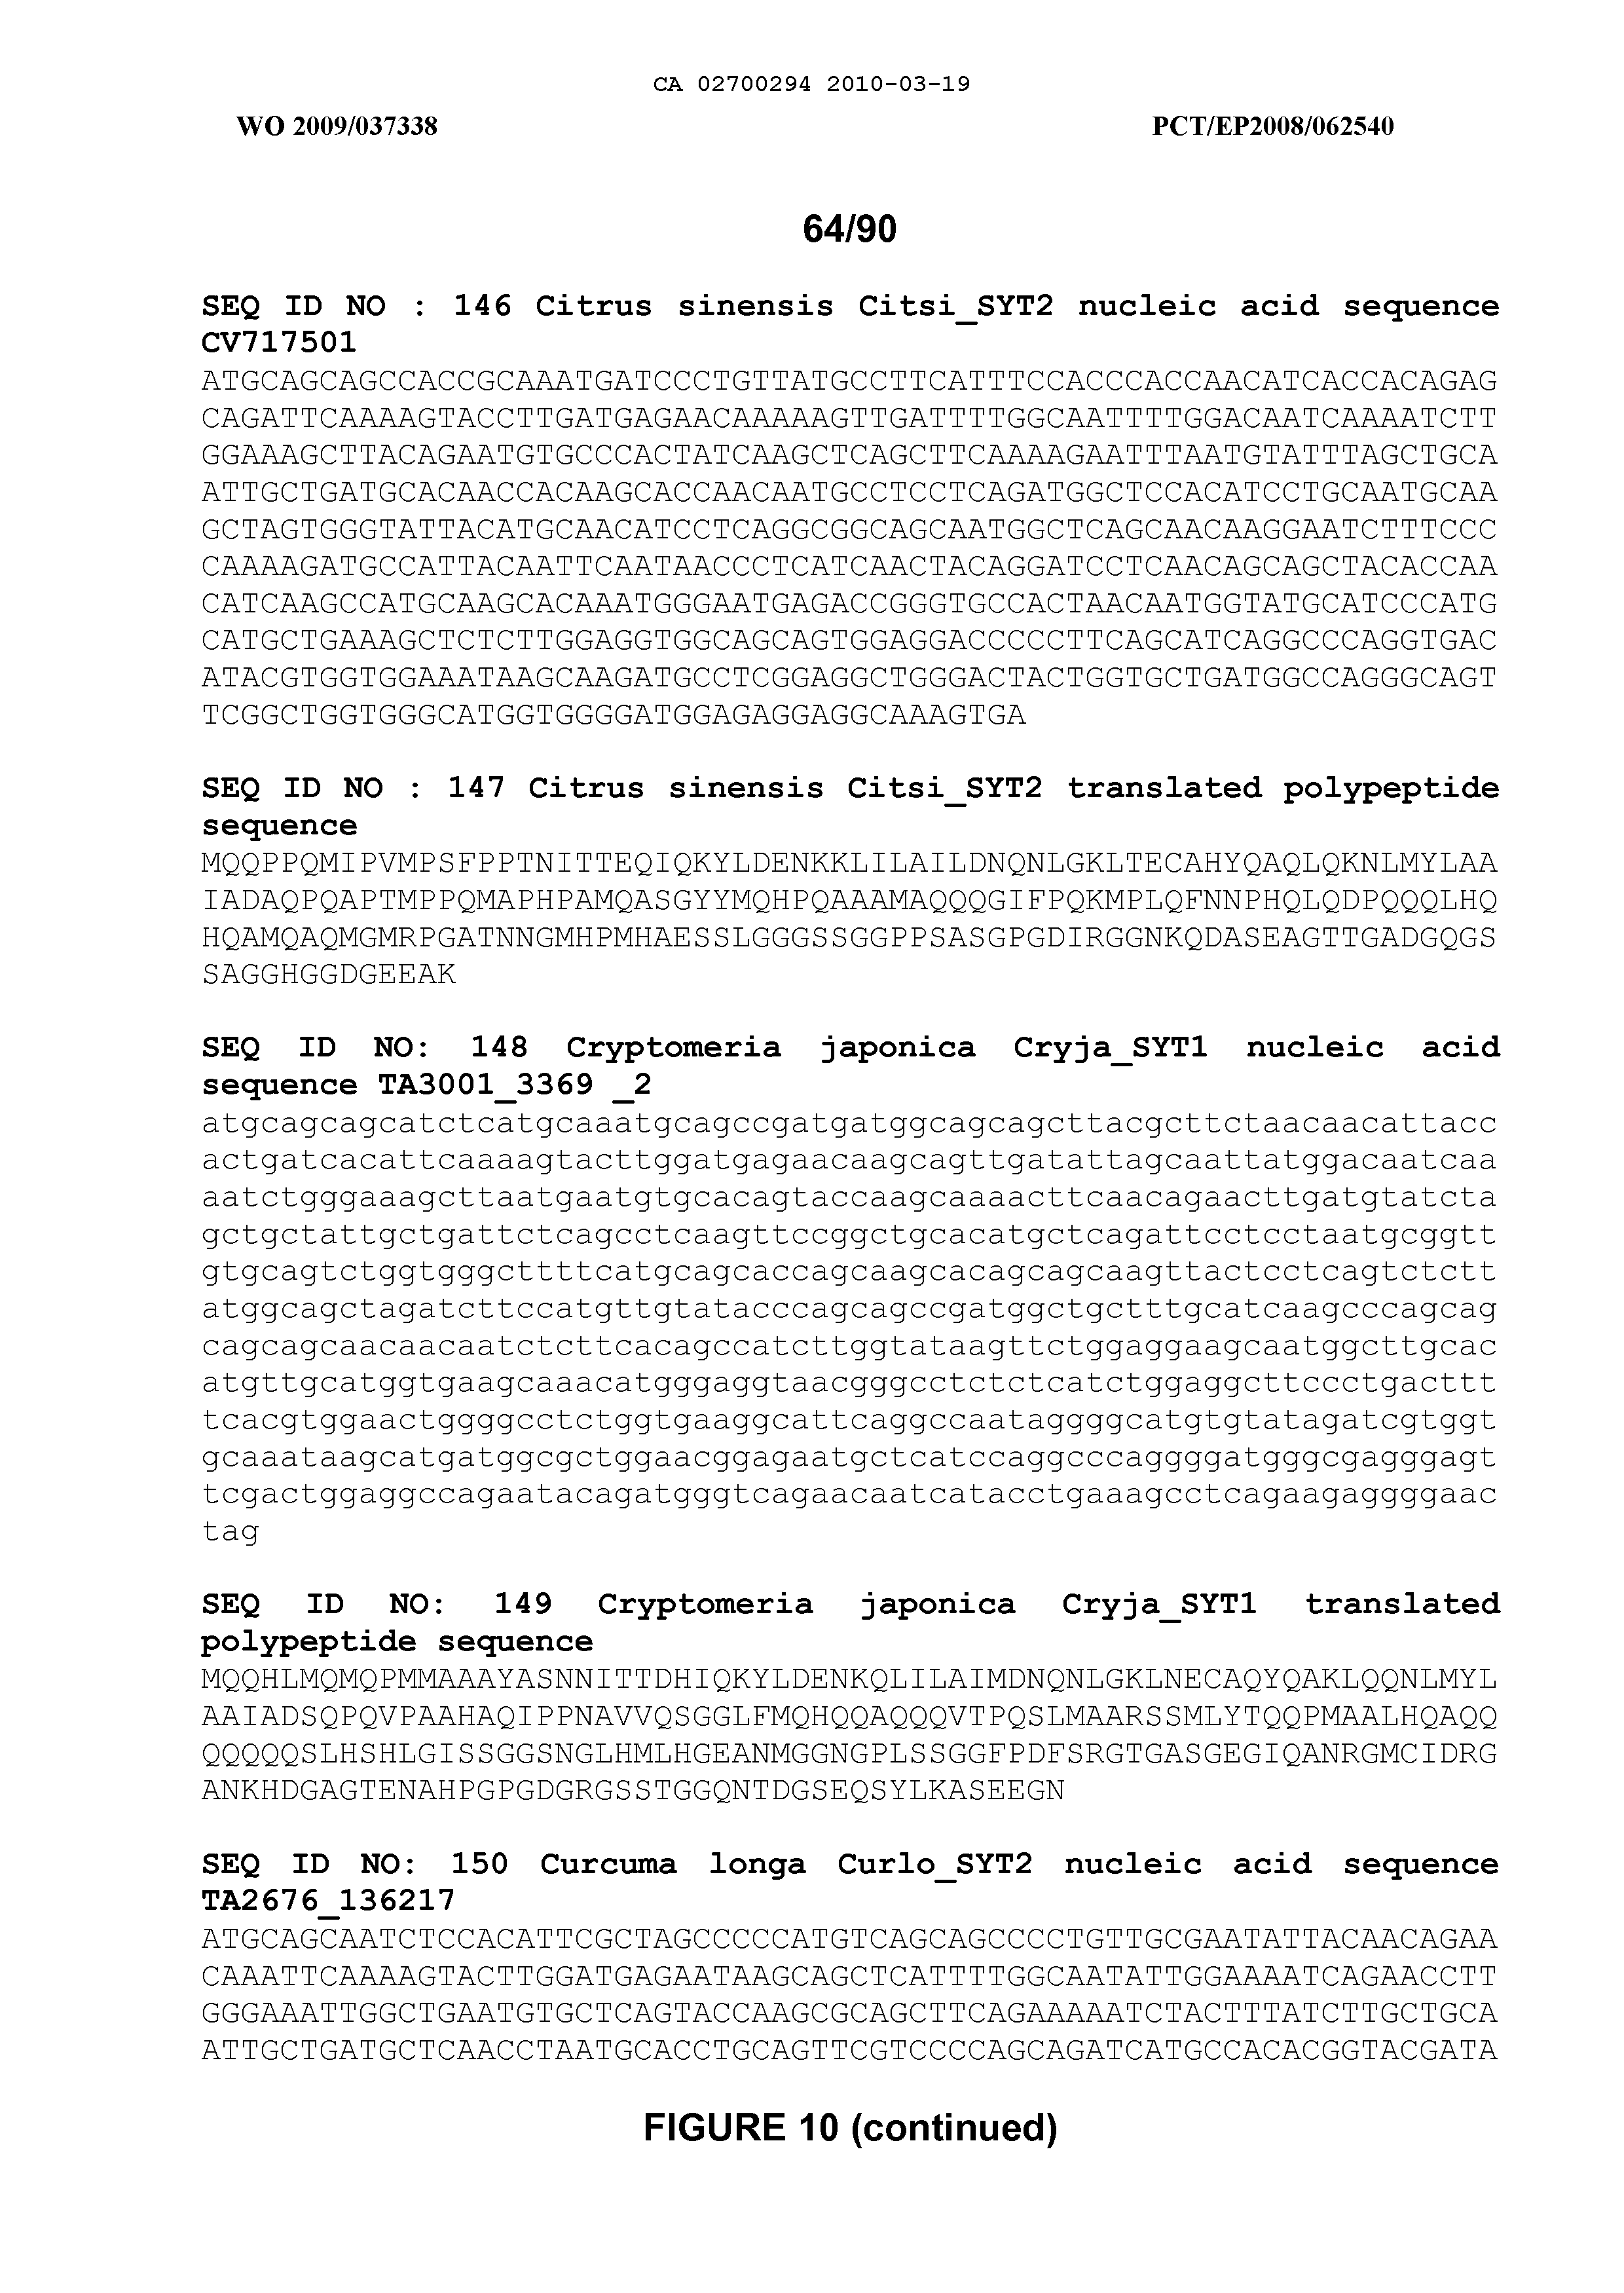 CA 02700294 2010-03-19
WO 2009/037338 PCT/EP2008/062540
64/90
SEQ ID NO : 146 Citrus sinensis Citsi_SYT2 nucleic acid sequence
CV717501
ATGCAGCAGCCACCGCAAATGATCCCTGTTATGCCTTCATTTCCACCCACCAACATCACCACAGAG
CAGATTCAAAAGTACCTTGATGAGAACAAAAAGTTGATTTTGGCAATTTTGGACAATCAAAATCTT
GGAAAGCTTACAGAATGTGCCCACTATCAAGCTCAGCTTCAAAAGAATTTAATGTATTTAGCTGCA
ATTGCTGATGCACAACCACAAGCACCAACAATGCCTCCTCAGATGGCTCCACATCCTGCAATGCAA
GCTAGTGGGTATTACATGCAACATCCTCAGGCGGCAGCAATGGCTCAGCAACAAGGAATCTTTCCC
CAAAAGATGCCATTACAATTCAATAACCCTCATCAACTACAGGATCCTCAACAGCAGCTACACCAA
CATCAAGCCATGCAAGCACAAATGGGAATGAGACCGGGTGCCACTAACAATGGTATGCATCCCATG
CATGCTGAAAGCTCTCTTGGAGGTGGCAGCAGTGGAGGACCCCCTTCAGCATCAGGCCCAGGTGAC
ATACGTGGTGGAAATAAGCAAGATGCCTCGGAGGCTGGGACTACTGGTGCTGATGGCCAGGGCAGT
TCGGCTGGTGGGCATGGTGGGGATGGAGAGGAGGCAAAGTGA
SEQ ID NO : 147 Citrus sinensis Citsi_SYT2 translated polypeptide
sequence
MQQPPQMIPVMPSFPPTNITTEQIQKYLDENKKLILAILDNQNLGKLTECAHYQAQLQKNLMYLAA
IADAQPQAPTMPPQMAPHPAMQASGYYMQHPQAAAMAQQQGIFPQKMPLQFNNPHQLQDPQQQLHQ
HQAMQAQMGMRPGATNNGMHPMHAESSLGGGSSGGPPSASGPGDIRGGNKQDASEAGTTGADGQGS
SAGGHGGDGEEAK
SEQ ID NO: 148 Cryptomeria japonica Cryja_SYT1 nucleic acid
sequence TA3001_3369 _2
atgcagcagcatctcatgcaaatgcagccgatgatggcagcagcttacgcttctaacaacattacc
actgatcacattcaaaagtacttggatgagaacaagcagttgatattagcaattatggacaatcaa
aatctgggaaagcttaatgaatgtgcacagtaccaagcaaaacttcaacagaacttgatgtatcta
gctgctattgctgattctcagcctcaagttccggctgcacatgctcagattcctcctaatgcggtt
gtgcagtctggtgggcttttcatgcagcaccagcaagcacagcagcaagttactcctcagtctctt
atggcagctagatcttccatgttgtatacccagcagccgatggctgctttgcatcaagcccagcag
cagcagcaacaacaatctcttcacagccatcttggtataagttctggaggaagcaatggcttgcac
atgttgcatggtgaagcaaacatgggaggtaacgggcctctctcatctggaggcttccctgacttt
tcacgtggaactggggcctctggtgaaggcattcaggccaataggggcatgtgtatagatcgtggt
gcaaataagcatgatggcgctggaacggagaatgctcatccaggcccaggggatgggcgagggagt
tcgactggaggccagaatacagatgggtcagaacaatcatacctgaaagcctcagaagaggggaac
tag
SEQ ID NO: 149 Cryptomeria japonica Cryja_SYT1 translated
polypeptide sequence
MQQHLMQMQPMMAAAYASNNITTDHIQKYLDENKQLILAIMDNQNLGKLNECAQYQAKLQQNLMYL
AAIADSQPQVPAAHAQIPPNAVVQSGGLFMQHQQAQQQVTPQSLMAARSSMLYTQQPMAALHQAQQ
QQQQQSLHSHLGISSGGSNGLHMLHGEANMGGNGPLSSGGFPDFSRGTGASGEGIQANRGMCIDRG
ANKHDGAGTENAHPGPGDGRGSSTGGQNTDGSEQSYLKASEEGN
SEQ ID NO: 150 Curcuma longa Curlo_SYT2 nucleic acid sequence
TA2676_136217
ATGCAGCAATCTCCACATTCGCTAGCCCCCATGTCAGCAGCCCCTGTTGCGAATATTACAACAGAA
CAAATTCAAAAGTACTTGGATGAGAATAAGCAGCTCATTTTGGCAATATTGGAAAATCAGAACCTT
GGGAAATTGGCTGAATGTGCTCAGTACCAAGCGCAGCTTCAGAAAAATCTACTTTATCTTGCTGCA
ATTGCTGATGCTCAACCTAATGCACCTGCAGTTCGTCCCCAGCAGATCATGCCACACGGTACGATA
FIGURE 10 (continued)